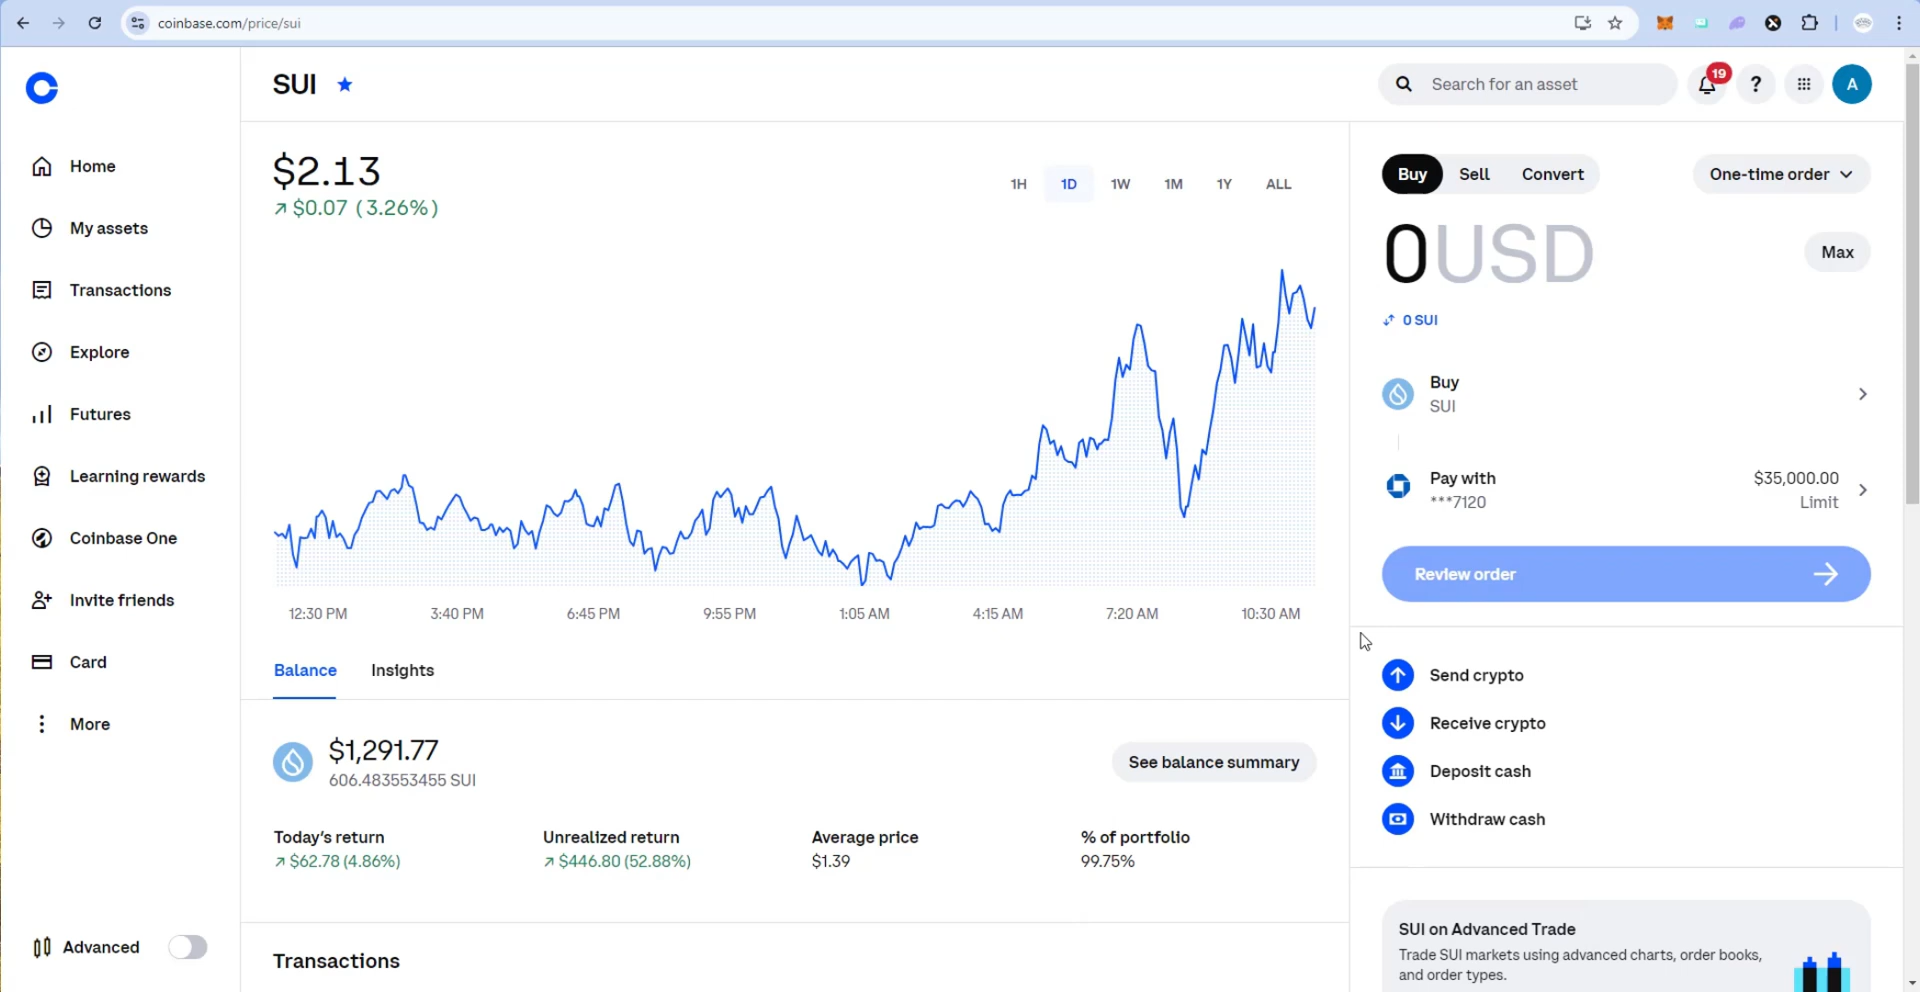 coinbase.com/price/sui
SUI
Search for an asset
19
?
A
Home
My assets
Transactions
Explore
Futures
Learning rewards
Coinbase One
Invite friends
Card
More
Advanced
$2.13
↗ $0.07 (3.26%)
1H 1D 1W 1M 1Y ALL
12:30 PM 3:40 PM 6:45 PM 9:55 PM 1:05 AM 4:15 AM 7:20 AM 10:30 AM
Balance Insights
$1,291.77
606.483553455 SUI
See balance summary
Today's return Unrealized return Average price % of portfolio
↗ $62.78 (4.86%) ↗ $446.80 (52.88%) $1.39 99.75%
Transactions
Buy Sell Convert
One-time order
0USD
Max
0 SUI
Buy
SUI
Pay with $35,000.00
***7120 Limit
Review order
Send crypto
Receive crypto
Deposit cash
Withdraw cash
SUI on Advanced Trade
Trade SUI markets using advanced charts, order books,
and order types.